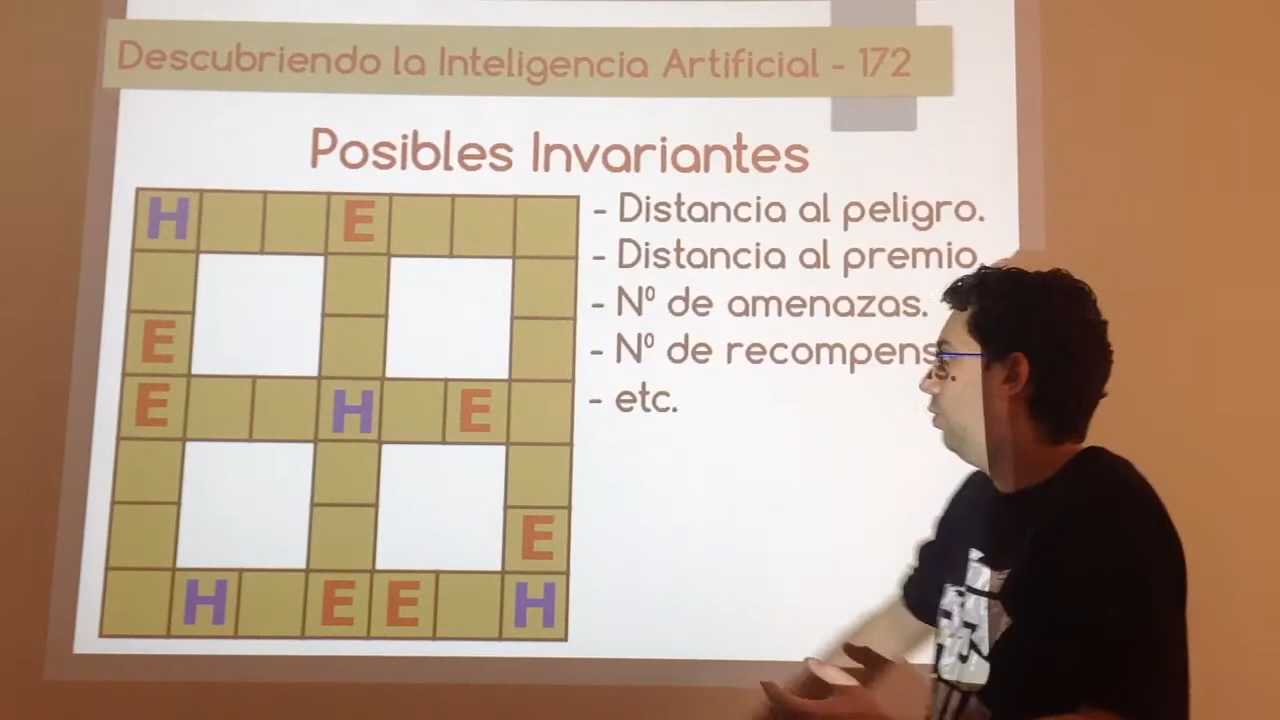 Descubriendo la Inteligencia Artificial - 172
Posibles Invariantes
H E
- Distancia al peligro.
- Distancia al premio.
E
- Nº de amenazas.
- Nº de recompens s.
E H E
- etc.
E
H E E H